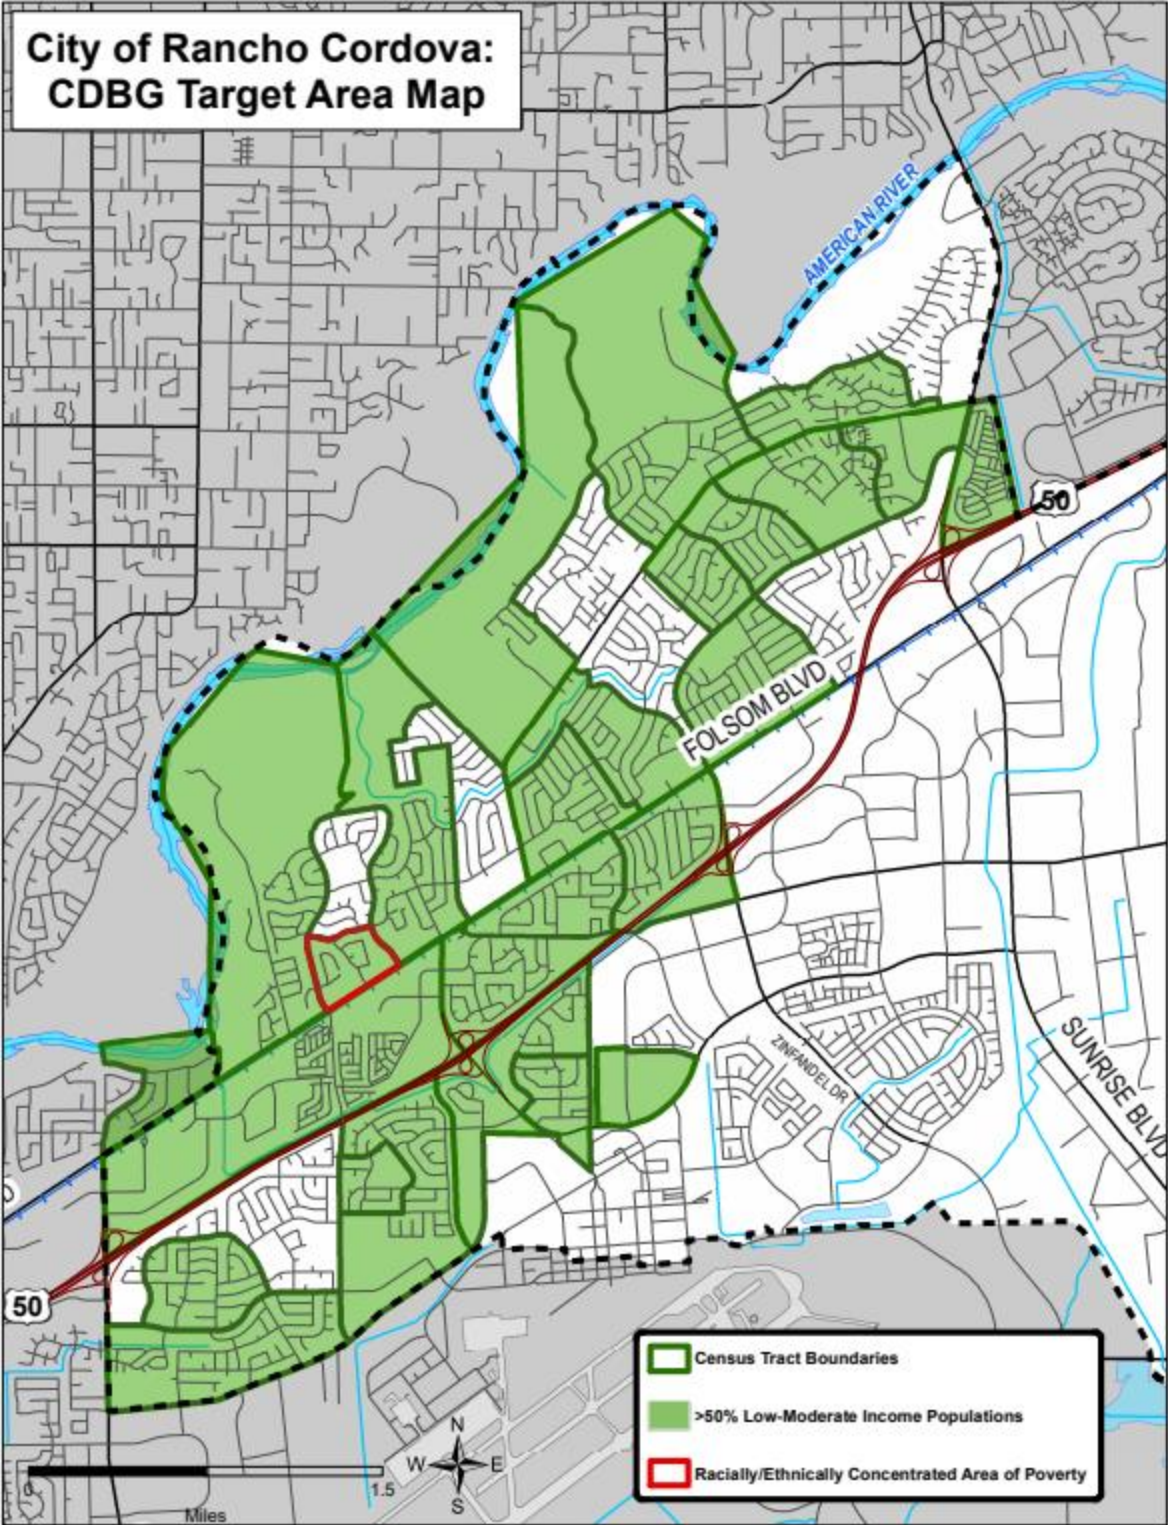 City of Rancho Cordova:
CDBG Target Area Map
AMERICAN RIVER
50
FOLSOM BLVD
ZINFANDEL DR
SUNRISE BLVD
50
Census Tract Boundaries
>50% Low-Moderate Income Populations
Racially/Ethnically Concentrated Area of Poverty
N
W E
S
0 1.5
Miles